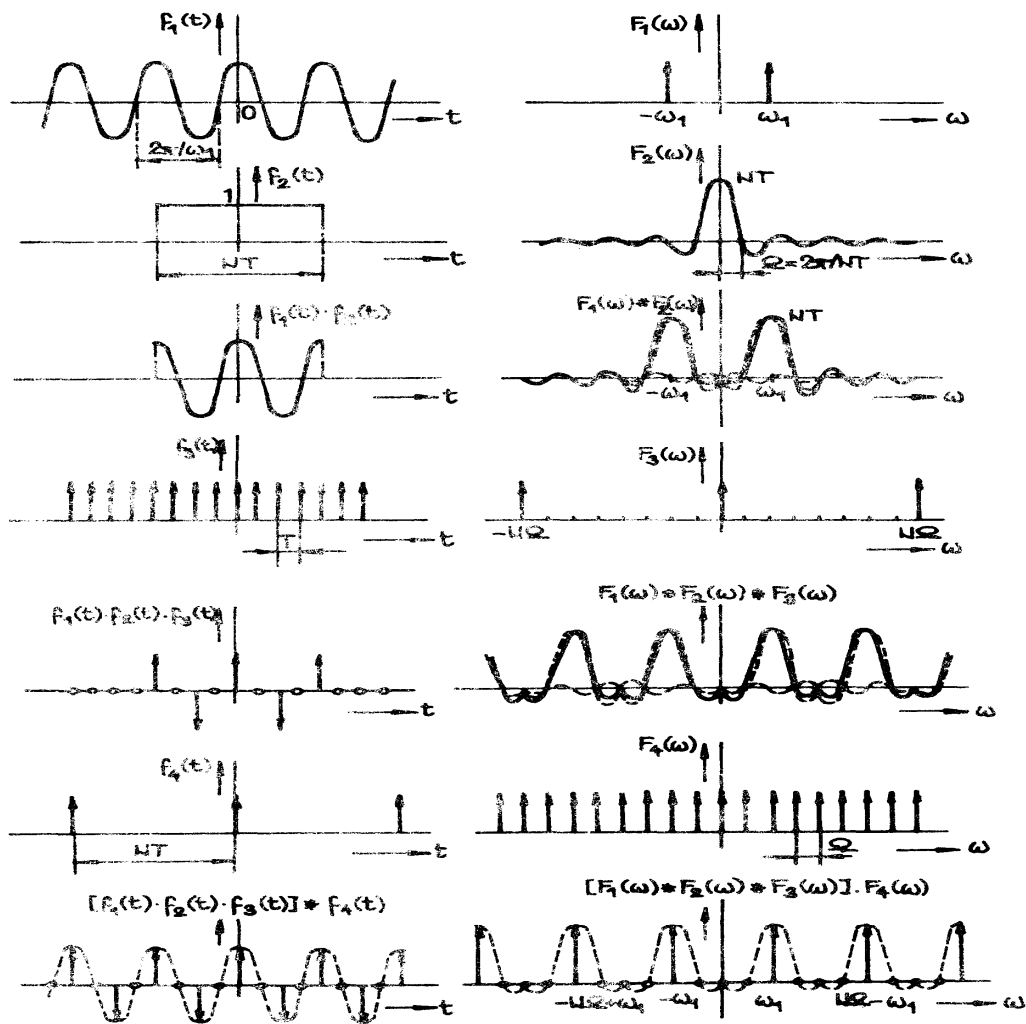 f₁(t)
0
t
2π/ω₁
F₁(ω)
-ω₁
ω₁
ω
f₂(t)
1
t
NT
F₂(ω)
NT
Ω=2π/NT
ω
f₁(t)·f₂(t)
t
F₁(ω)*F₂(ω)
NT
-ω₁
ω₁
ω
f₃(t)
T
t
F₃(ω)
-NΩ
NΩ
ω
f₁(t)·f₂(t)·f₃(t)
t
F₁(ω)*F₂(ω)*F₃(ω)
ω
f₄(t)
NT
t
F₄(ω)
Ω
ω
[f₁(t)·f₂(t)·f₃(t)]*f₄(t)
t
[F₁(ω)*F₂(ω)*F₃(ω)].F₄(ω)
-NΩ-ω₁
-ω₁
ω₁
NΩ-ω₁
ω